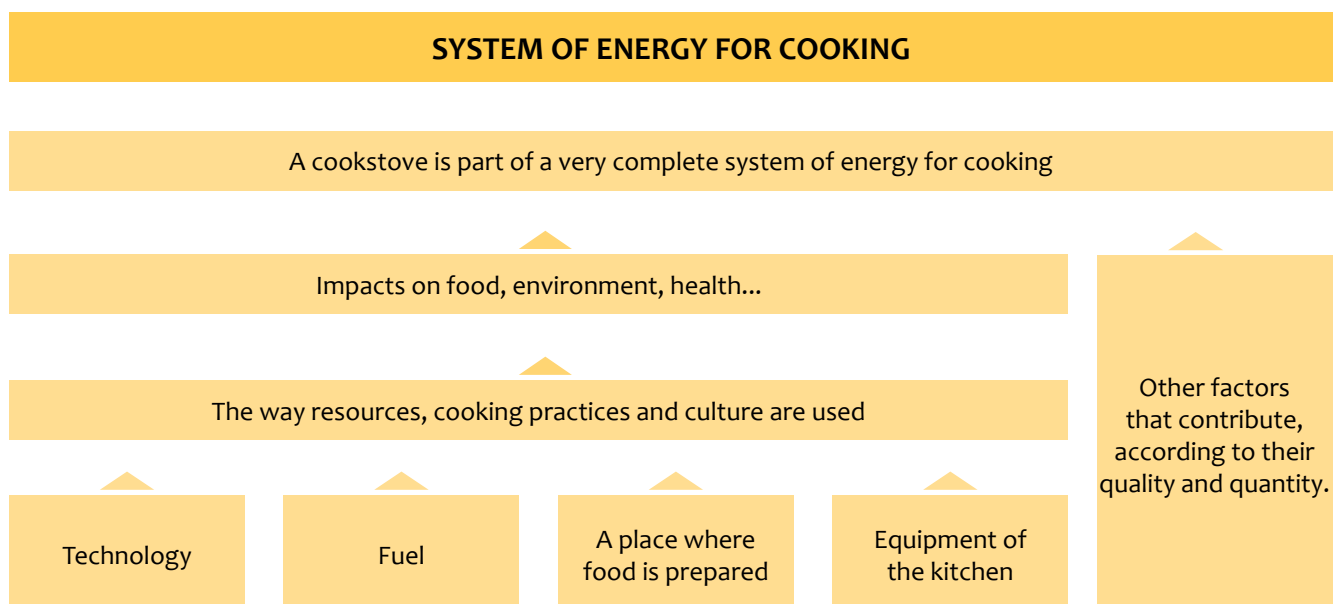 SYSTEM OF ENERGY FOR COOKING
A cookstove is part of a very complete system of energy for cooking
Impacts on food, environment, health...
The way resources, cooking practices and culture are used
Technology
Fuel
A place where
food is prepared
Equipment of
the kitchen
Other factors
that contribute,
according to their
quality and quantity.